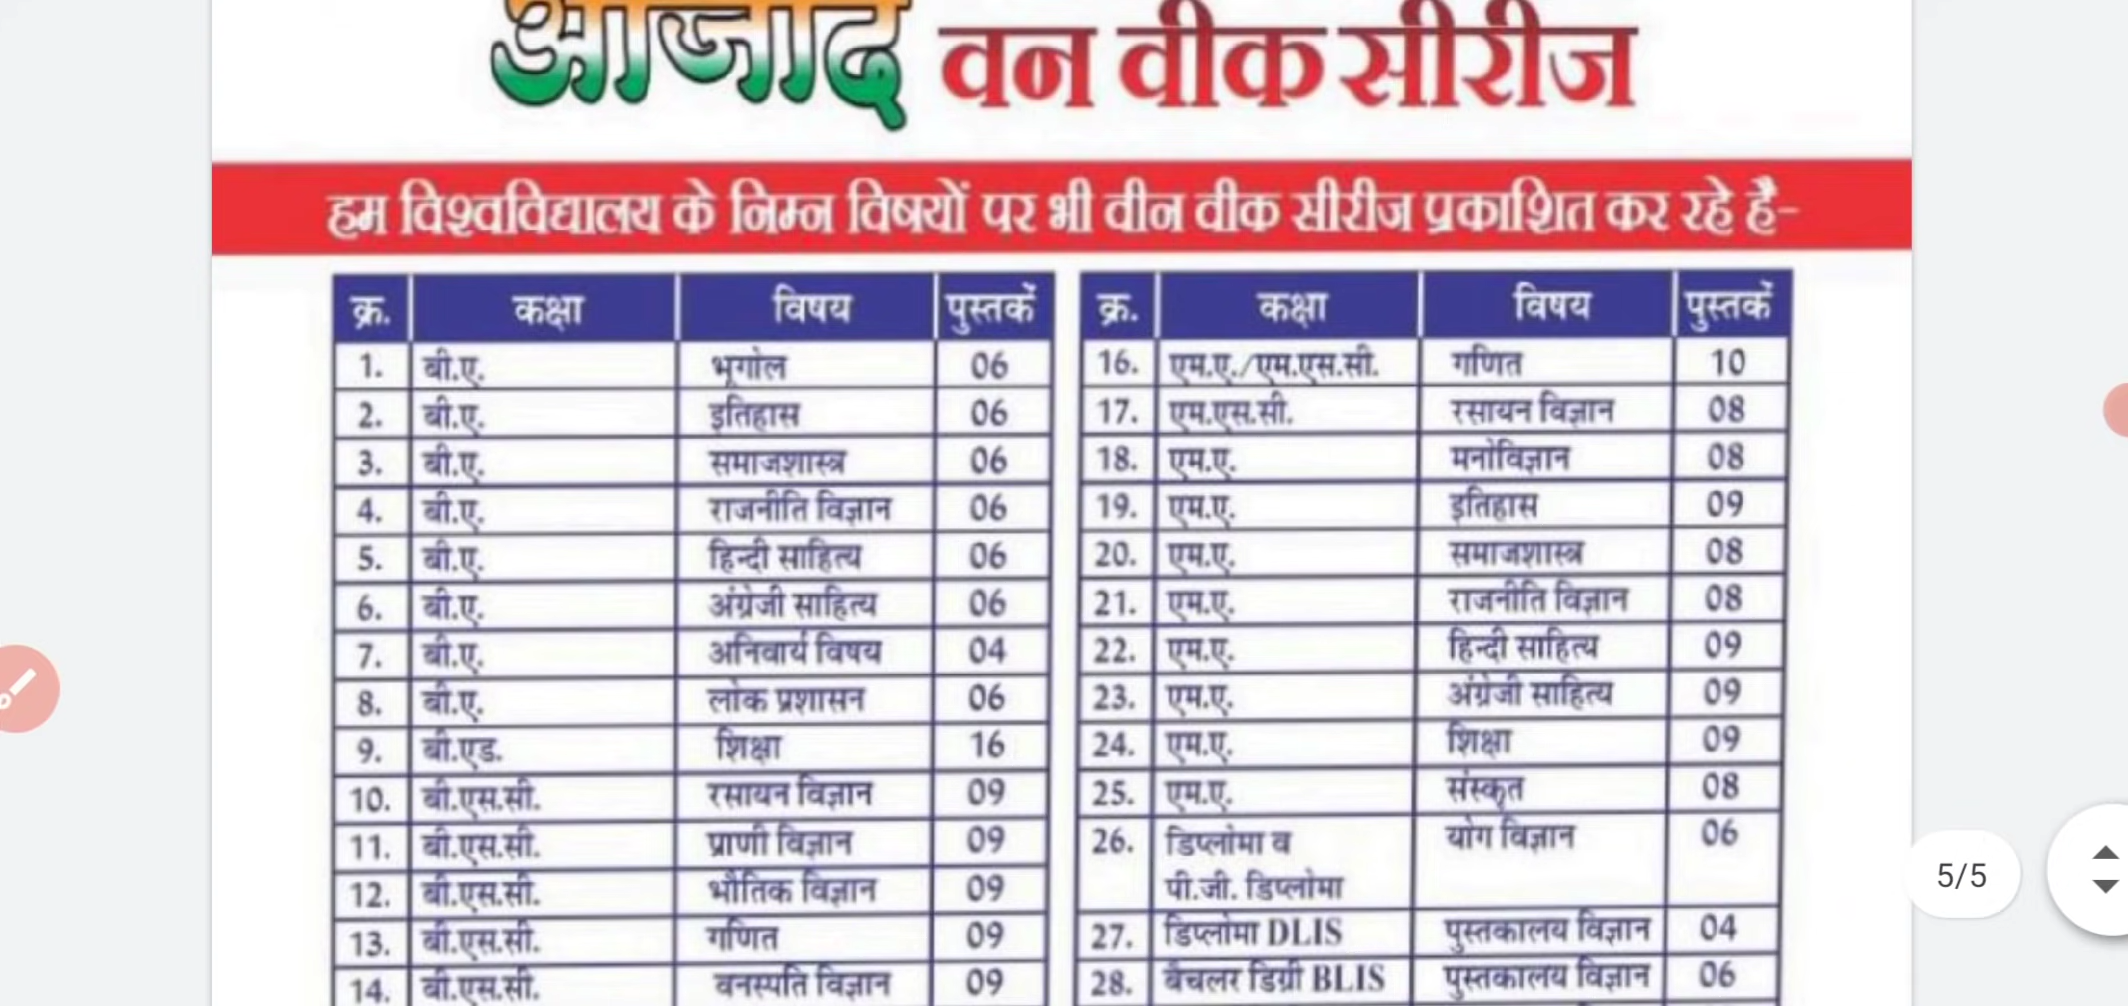 आज़ाद वन वीक सीरीज
हम विश्वविद्यालय के निम्न विषयों पर भी वीन वीक सीरीज प्रकाशित कर रहे है-
क्र. कक्षा विषय पुस्तकें
1. बी.ए. भूगोल 06
2. बी.ए. इतिहास 06
3. बी.ए. समाजशास्त्र 06
4. बी.ए. राजनीति विज्ञान 06
5. बी.ए. हिन्दी साहित्य 06
6. बी.ए. अंग्रेजी साहित्य 06
7. बी.ए. अनिवार्य विषय 04
8. बी.ए. लोक प्रशासन 06
9. बी.एड. शिक्षा 16
10. बी.एस.सी. रसायन विज्ञान 09
11. बी.एस.सी. प्राणी विज्ञान 09
12. बी.एस.सी. भौतिक विज्ञान 09
13. बी.एस.सी. गणित 09
14. बी.एस.सी. वनस्पति विज्ञान 09
क्र. कक्षा विषय पुस्तकें
16. एम.ए./एम.एस.सी. गणित 10
17. एम.एस.सी. रसायन विज्ञान 08
18. एम.ए. मनोविज्ञान 08
19. एम.ए. इतिहास 09
20. एम.ए. समाजशास्त्र 08
21. एम.ए. राजनीति विज्ञान 08
22. एम.ए. हिन्दी साहित्य 09
23. एम.ए. अंग्रेजी साहित्य 09
24. एम.ए. शिक्षा 09
25. एम.ए. संस्कृत 08
26. डिप्लोमा व योग विज्ञान 06
पी.जी. डिप्लोमा
27. डिप्लोमा DLIS पुस्तकालय विज्ञान 04
28. बैचलर डिग्री BLIS पुस्तकालय विज्ञान 06
5/5